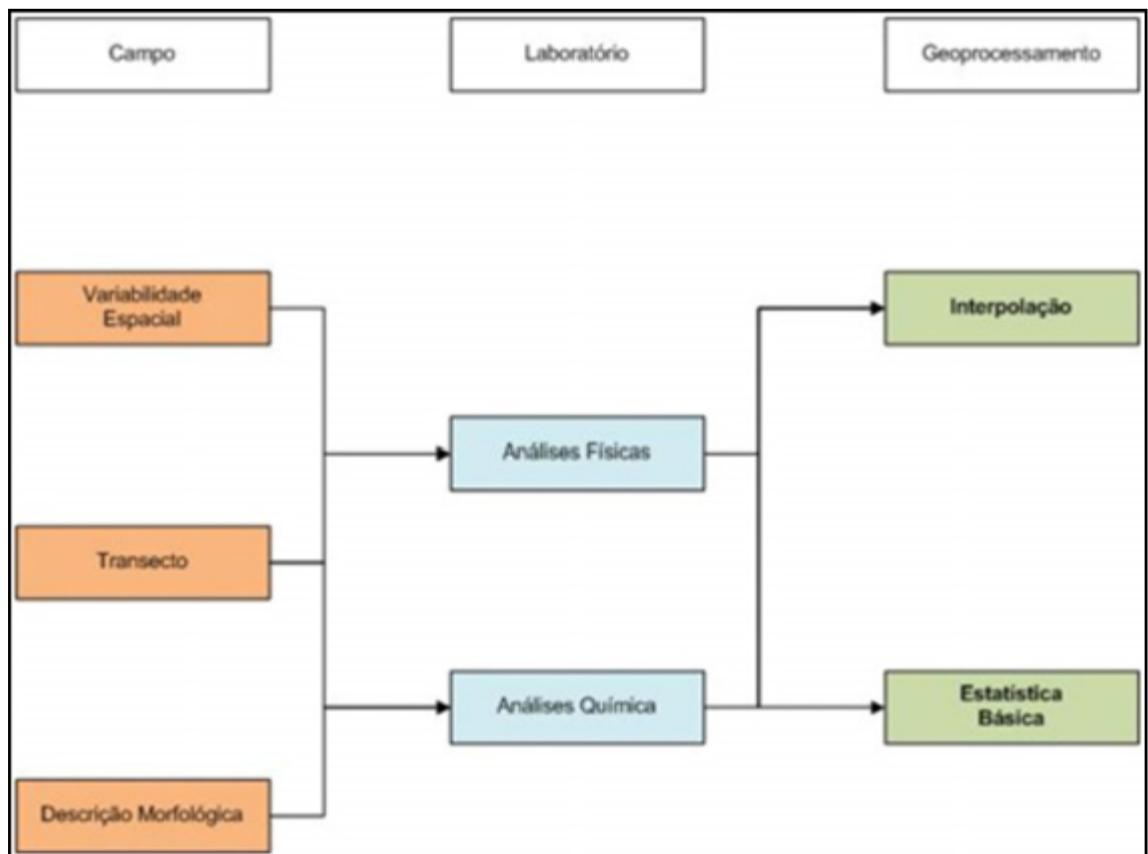 Campo
Laboratório
Geoprocessamento
Variabilidade
Espacial
Interpolação
Análises Físicas
Transecto
Análises Química
Estatística
Básica
Descrição Morfológica